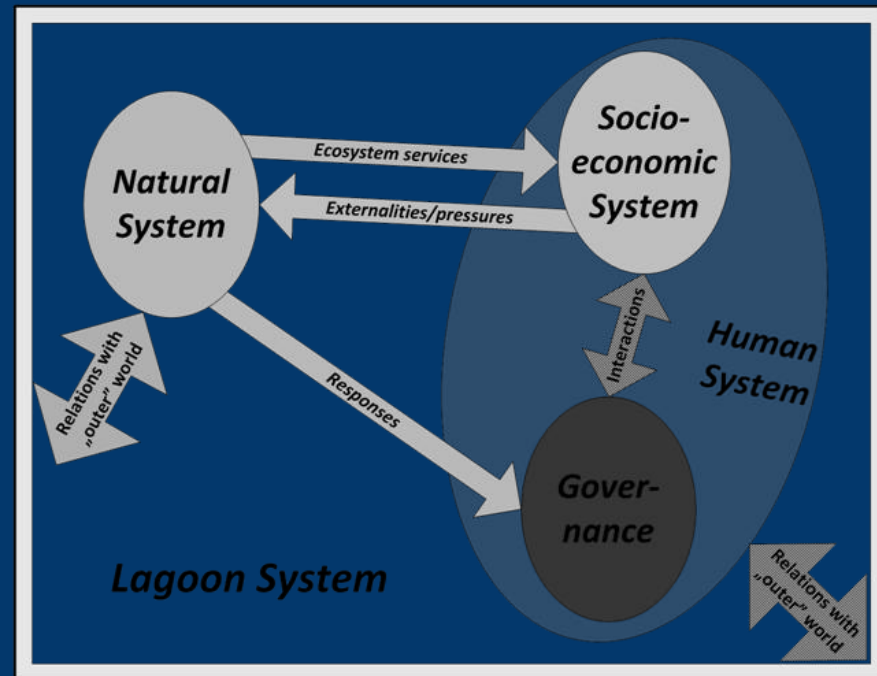 Natural
System
Ecosystem services
Externalities/pressures
Socio-
economic
System
Interactions
Human
System
Relations with
„outer” world
Responses
Gover-
nance
Lagoon System
Relations with
„outer” world